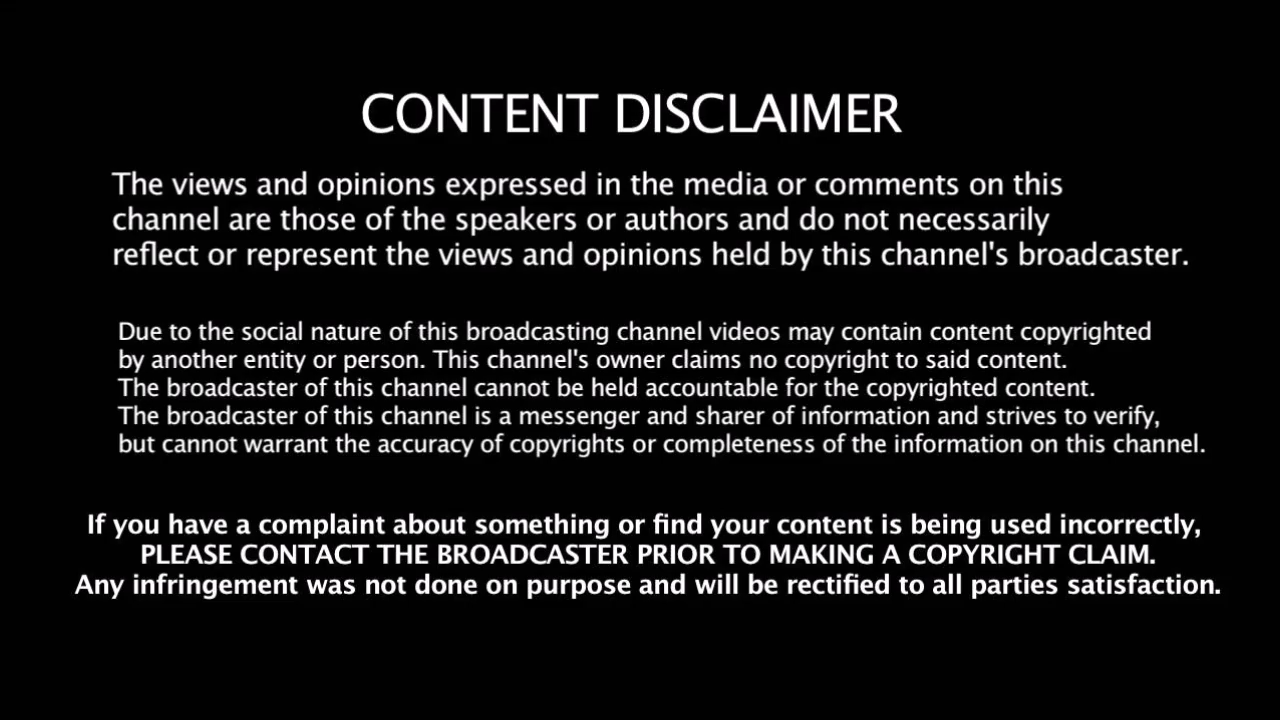 CONTENT DISCLAIMER
The views and opinions expressed in the media or comments on this
channel are those of the speakers or authors and do not necessarily
reflect or represent the views and opinions held by this channel's broadcaster.
Due to the social nature of this broadcasting channel videos may contain content copyrighted
by another entity or person. This channel's owner claims no copyright to said content.
The broadcaster of this channel cannot be held accountable for the copyrighted content.
The broadcaster of this channel is a messenger and sharer of information and strives to verify,
but cannot warrant the accuracy of copyrights or completeness of the information on this channel.
If you have a complaint about something or find your content is being used incorrectly,
PLEASE CONTACT THE BROADCASTER PRIOR TO MAKING A COPYRIGHT CLAIM.
Any infringement was not done on purpose and will be rectified to all parties satisfaction.